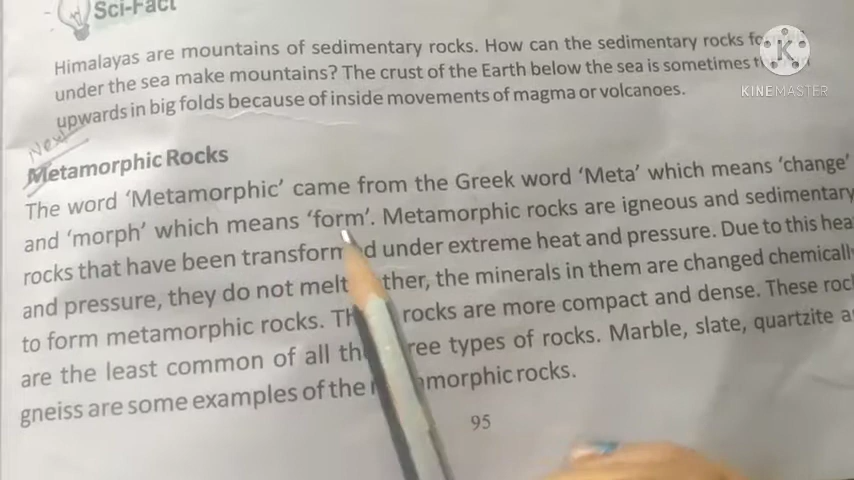 Sci-Fact
Himalayas are mountains of sedimentary rocks. How can the sedimentary rocks
under the sea make mountains? The crust of the Earth below the sea is sometimes
upwards in big folds because of inside movements of magma or volcanoes.
KINEMASTER
Next
Metamorphic Rocks
The word 'Metamorphic' came from the Greek word 'Meta' which means 'change'
and 'morph' which means 'form'. Metamorphic rocks are igneous and sedimentary
rocks that have been transform d under extreme heat and pressure. Due to this hea
and pressure, they do not melt ther, the minerals in them are changed chemically
to form metamorphic rocks. Th rocks are more compact and dense. These roc
are the least common of all th ree types of rocks. Marble, slate, quartzite a
gneiss are some examples of the amorphic rocks.
95